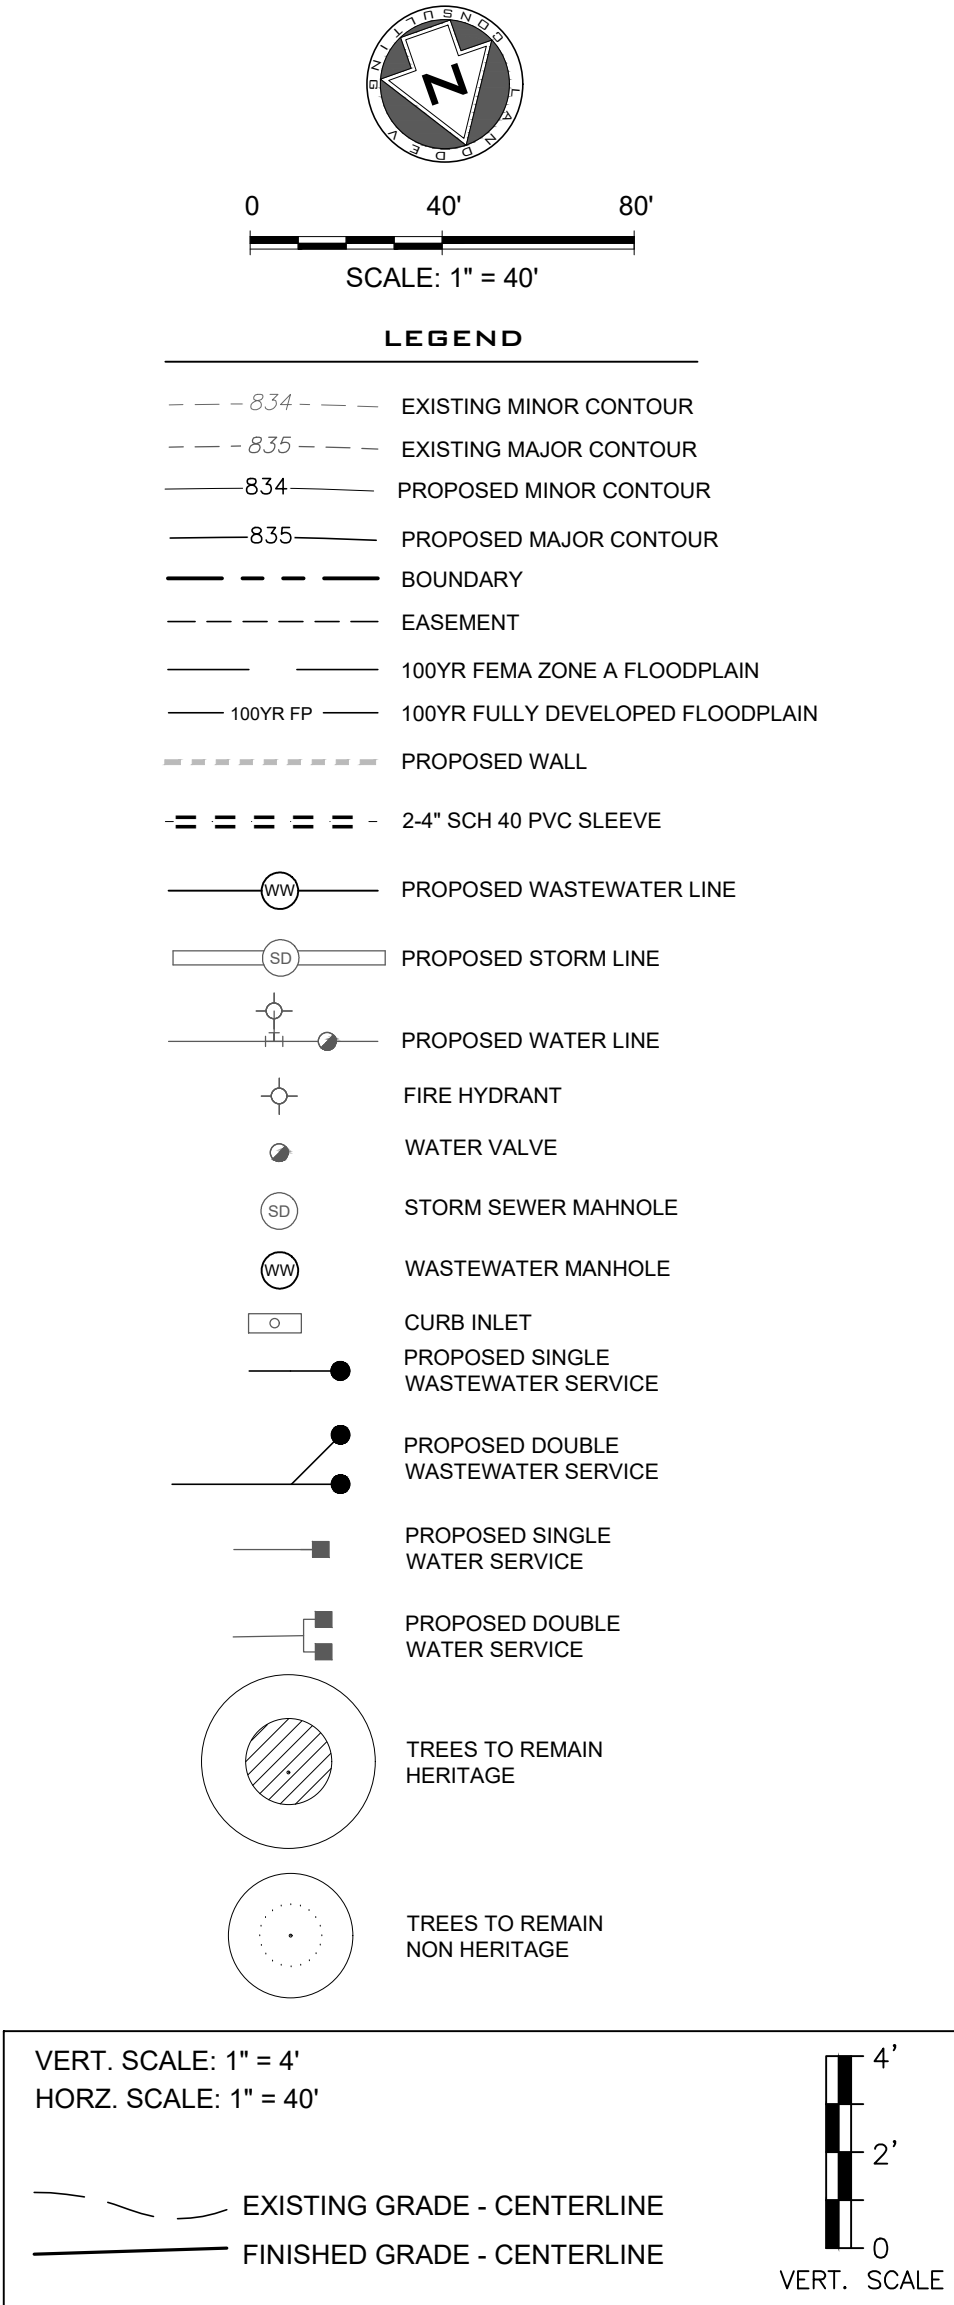 LANDDEV CONSULTING
N
0 40' 80'
SCALE: 1" = 40'
LEGEND
834 EXISTING MINOR CONTOUR
835 EXISTING MAJOR CONTOUR
834 PROPOSED MINOR CONTOUR
835 PROPOSED MAJOR CONTOUR
BOUNDARY
EASEMENT
100YR FEMA ZONE A FLOODPLAIN
100YR FP 100YR FULLY DEVELOPED FLOODPLAIN
PROPOSED WALL
2-4" SCH 40 PVC SLEEVE
WW PROPOSED WASTEWATER LINE
SD PROPOSED STORM LINE
PROPOSED WATER LINE
FIRE HYDRANT
WATER VALVE
SD STORM SEWER MAHNOLE
WW WASTEWATER MANHOLE
CURB INLET
PROPOSED SINGLE
WASTEWATER SERVICE
PROPOSED DOUBLE
WASTEWATER SERVICE
PROPOSED SINGLE
WATER SERVICE
PROPOSED DOUBLE
WATER SERVICE
TREES TO REMAIN
HERITAGE
TREES TO REMAIN
NON HERITAGE
VERT. SCALE: 1" = 4'
HORZ. SCALE: 1" = 40'
EXISTING GRADE - CENTERLINE
FINISHED GRADE - CENTERLINE
4'
2'
0
VERT. SCALE